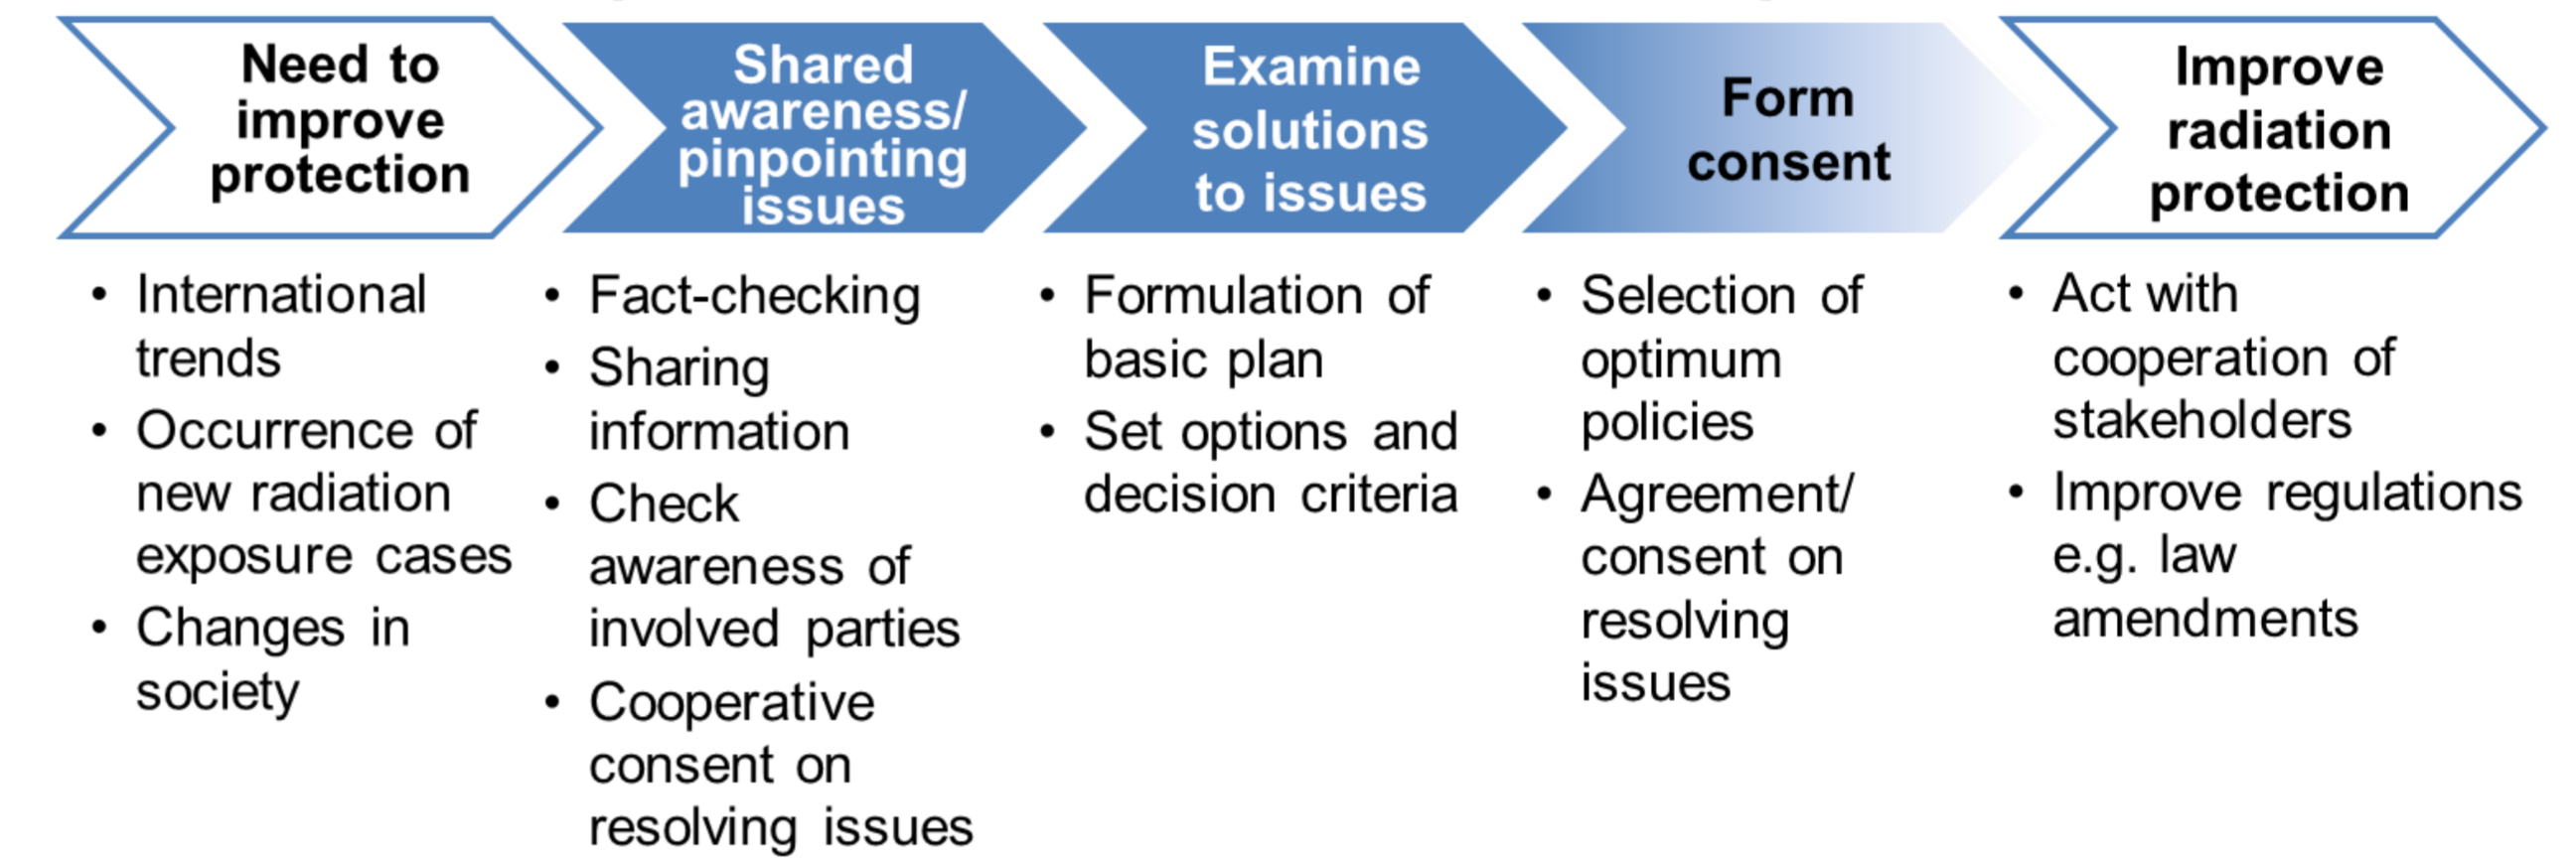 Need to
improve
protection
Shared
awareness/
pinpointing
issues
Examine
solutions
to issues
Form
consent
Improve
radiation
protection
• International
trends
• Occurrence of
new radiation
exposure cases
• Changes in
society
• Fact-checking
• Sharing
information
• Check
awareness of
involved parties
• Cooperative
consent on
resolving issues
• Formulation of
basic plan
• Set options and
decision criteria
• Selection of
optimum
policies
• Agreement/
consent on
resolving
issues
• Act with
cooperation of
stakeholders
• Improve regulations
e.g. law
amendments